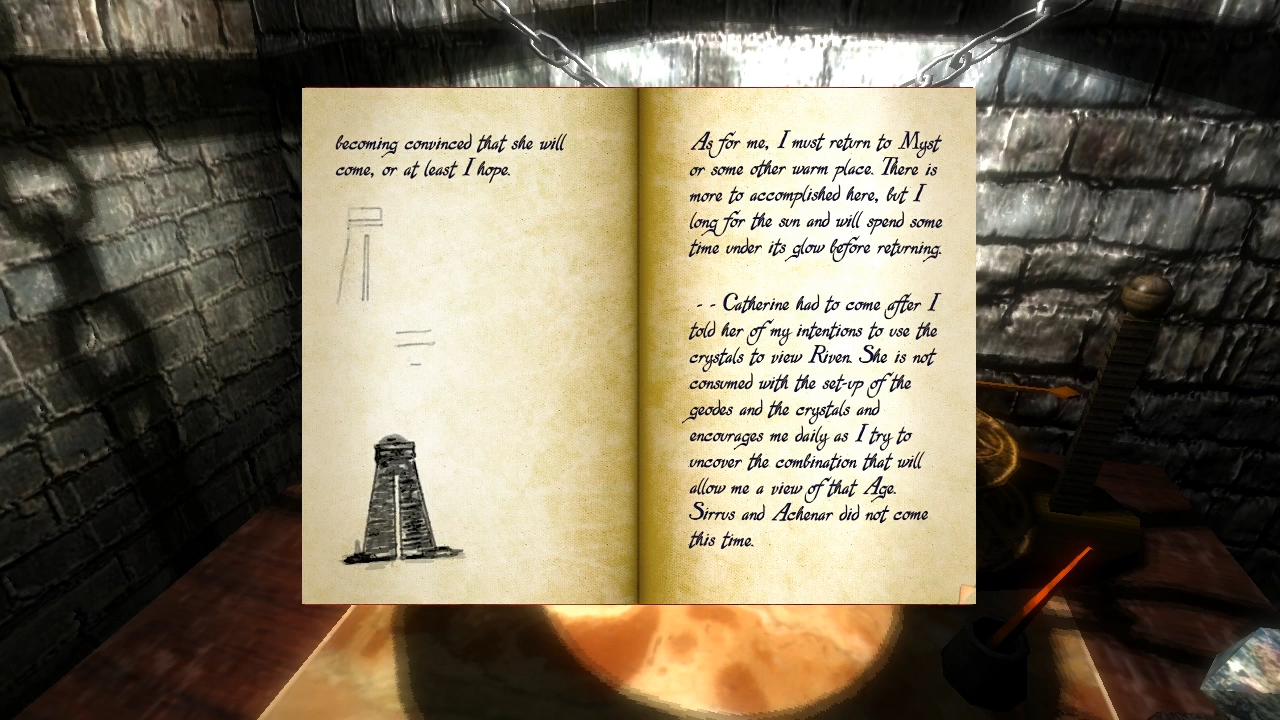 becoming convinced that she will
come, or at least I hope.
As for me, I must return to Myst
or some other warm place. There is
more to accomplished here, but I
long for the sun and will spend some
time under its glow before returning.
- - Catherine had to come after I
told her of my intentions to use the
crystals to view Riven. She is not
consumed with the set-up of the
geodes and the crystals and
encourages me daily as I try to
uncover the combination that will
allow me a view of that Age.
Sirrus and Achenar did not come
this time.